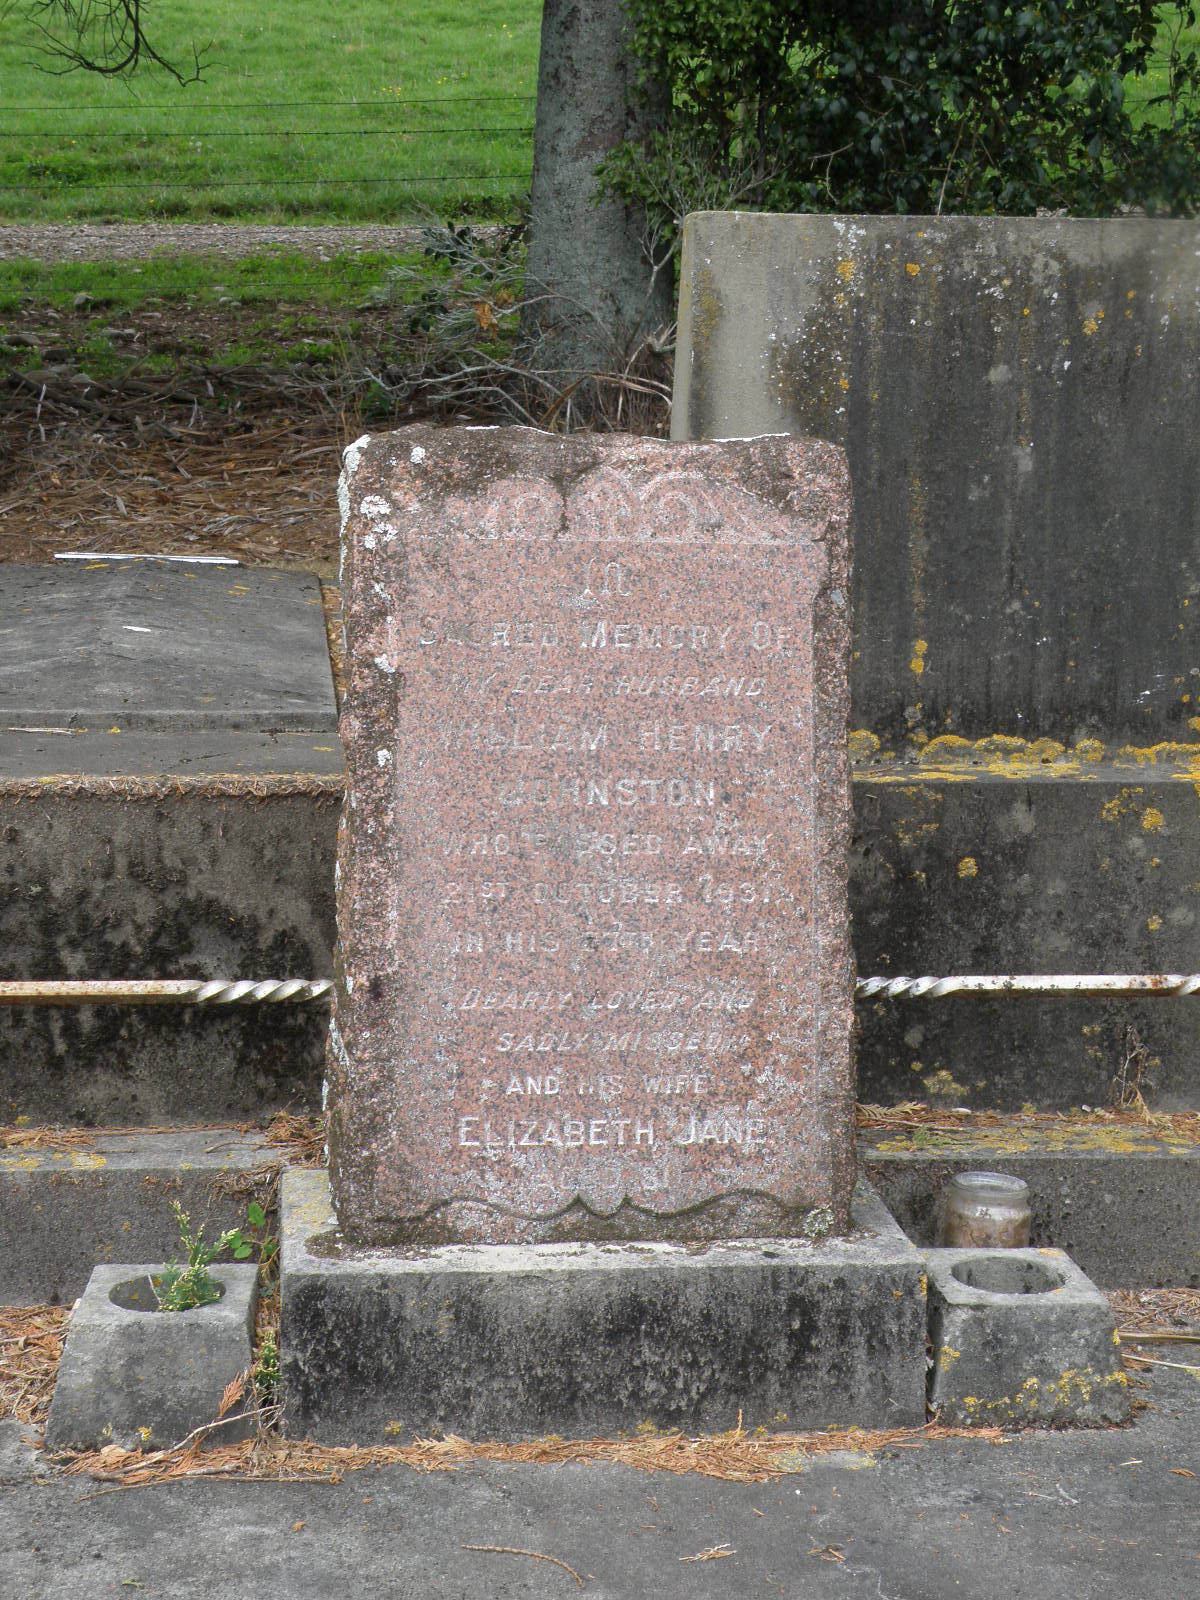 In
SACRED MEMORY OF
MY DEAR HUSBAND
WILLIAM HENRY
JOHNSTON
WHO PASSED AWAY
21ST OCTOBER 1931
IN HIS YEAR
DEARLY LOVED AND
SADLY MISSED
AND HIS WIFE
ELIZABETH JANE